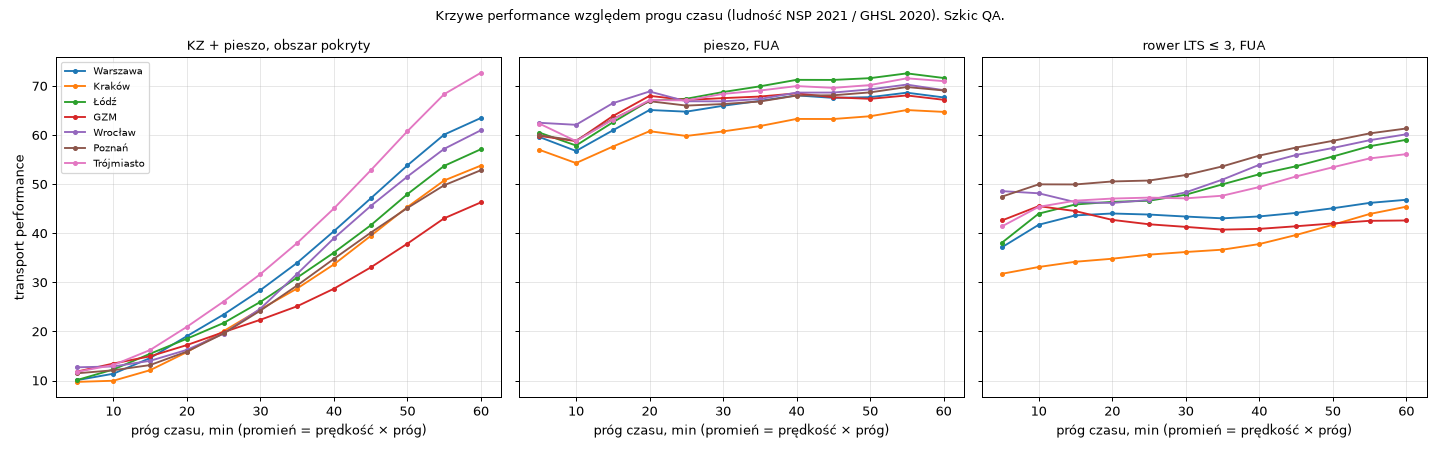 Krzywe performance względem progu czasu (ludność NSP 2021 / GHSL 2020). Szkic QA.
KZ + pieszo, obszar pokryty
pieszo, FUA
rower LTS ≤ 3, FUA
Warszawa
Kraków
Łódź
GZM
Wrocław
Poznań
Trójmiasto
transport performance
70
60
50
40
30
20
10
10 20 30 40 50 60
10 20 30 40 50 60
10 20 30 40 50 60
próg czasu, min (promień = prędkość × próg)
próg czasu, min (promień = prędkość × próg)
próg czasu, min (promień = prędkość × próg)